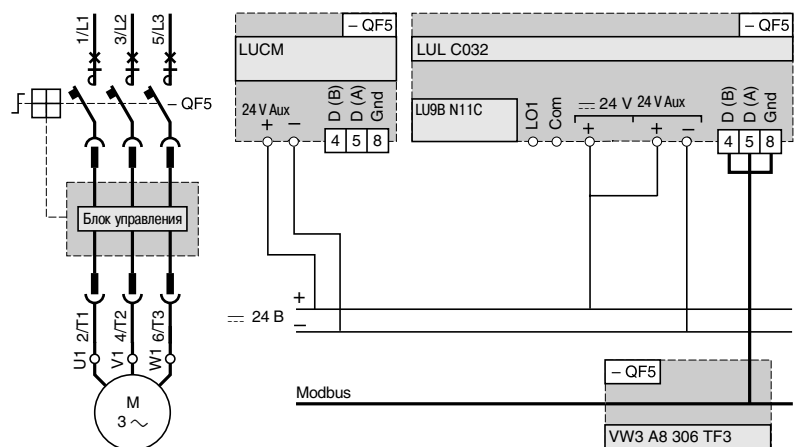 1/L1
3/L2
5/L3
– QF5
Блок управления
U1 2/T1
V1 4/T2
W1 6/T3
M
3 ~
– QF5
LUCM
24 V Aux
+ –
D (B)
D (A)
Gnd
4 5 8
– QF5
LUL C032
LU9B N11C
LO1
Com
24 V
24 V Aux
+ + –
D (B)
D (A)
Gnd
4 5 8
+
24 В
–
Modbus
– QF5
VW3 A8 306 TF3